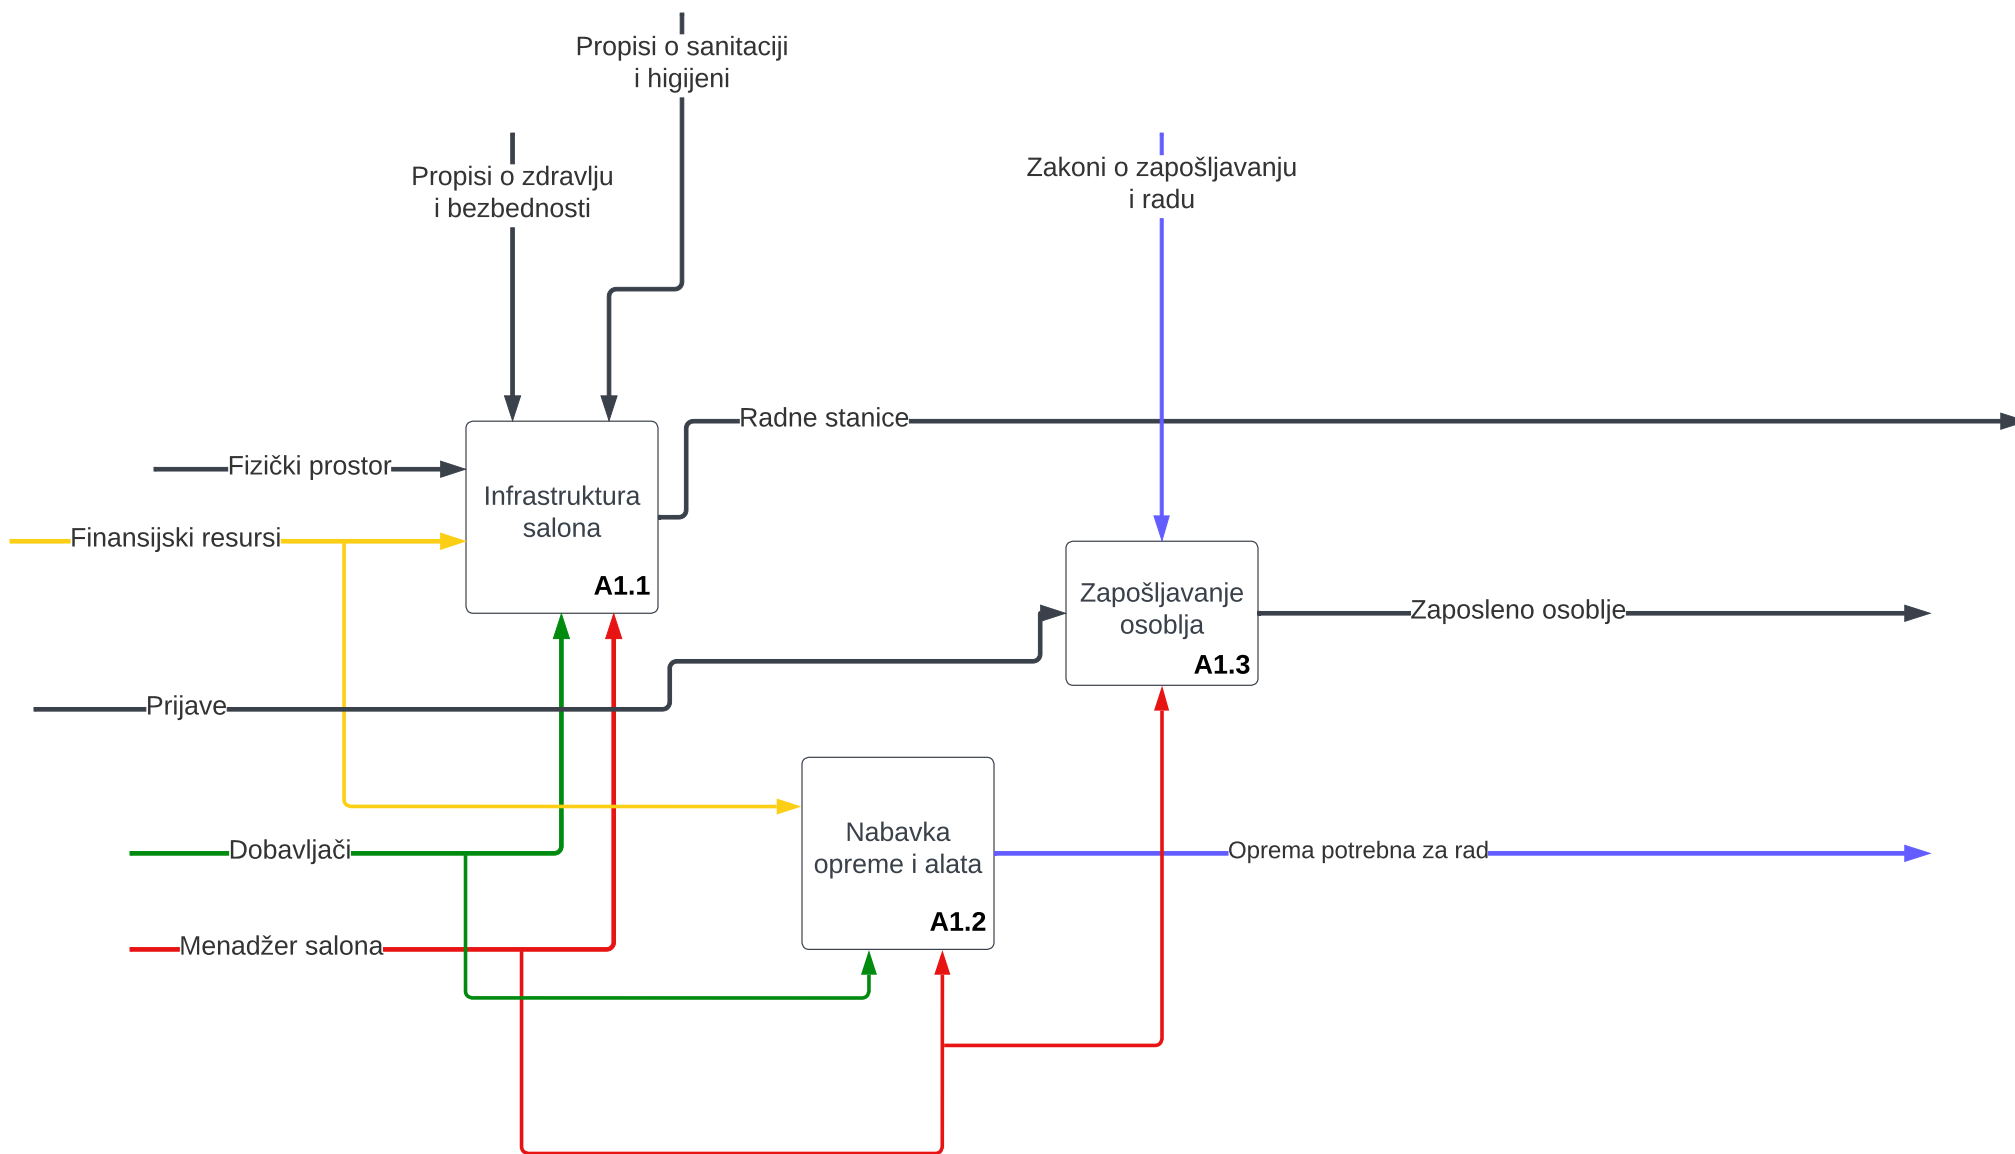 Propisi o sanitaciji
i higijeni
Propisi o zdravlju
i bezbednosti
Zakoni o zapošljavanju
i radu
Radne stanice
Fizički prostor
Infrastruktura
salona
A1.1
Finansijski resursi
Zapošljavanje
osoblja
A1.3
Zaposleno osoblje
Prijave
Nabavka
opreme i alata
A1.2
Dobavljači
Oprema potrebna za rad
Menadžer salona